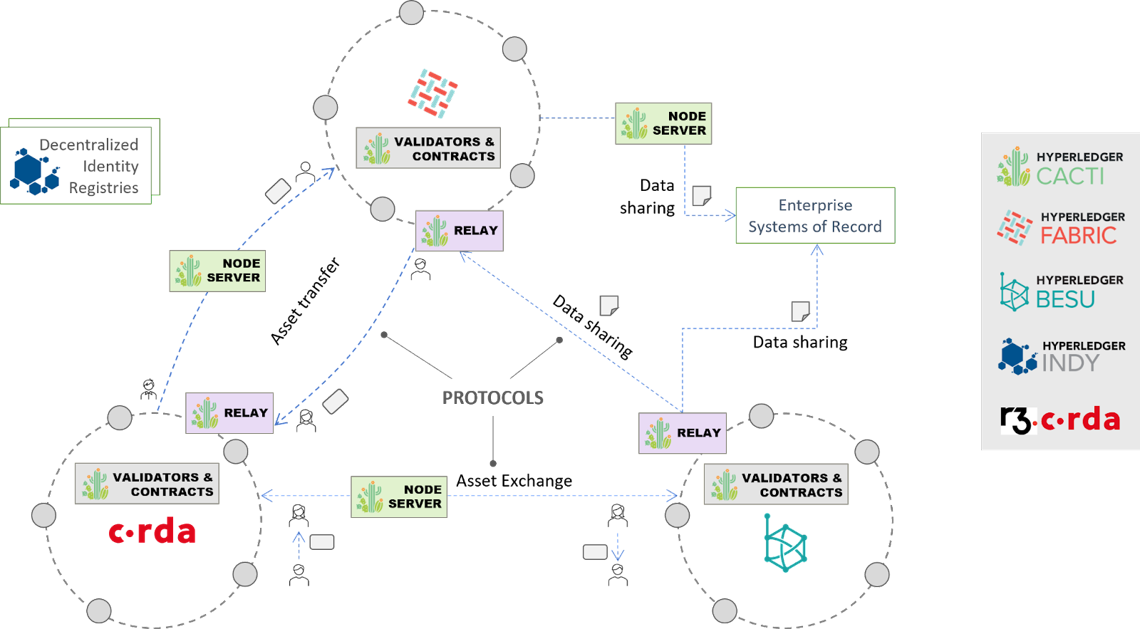 Decentralized
Identity
Registries
VALIDATORS &
CONTRACTS
NODE
SERVER
Data
sharing
Enterprise
Systems of Record
RELAY
NODE
SERVER
Asset transfer
Data sharing
Data sharing
PROTOCOLS
RELAY
RELAY
VALIDATORS &
CONTRACTS
c·rda
NODE
SERVER
Asset Exchange
VALIDATORS &
CONTRACTS
HYPERLEDGER
CACTI
HYPERLEDGER
FABRIC
HYPERLEDGER
BESU
HYPERLEDGER
INDY
r3.c·rda